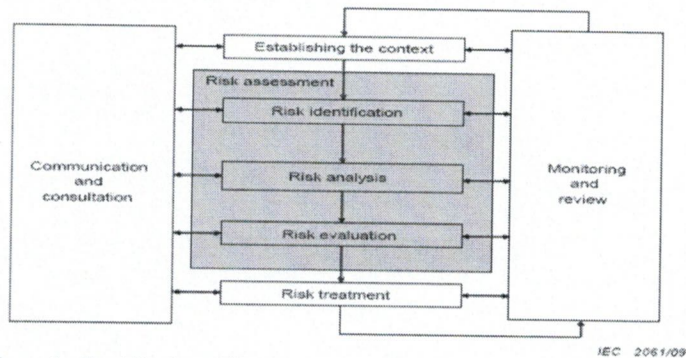 Establishing the context
Risk assessment
Risk identification
Communication
and
consultation
Risk analysis
Monitoring
and
review
Risk evaluation
Risk treatment
IEC 2061/09